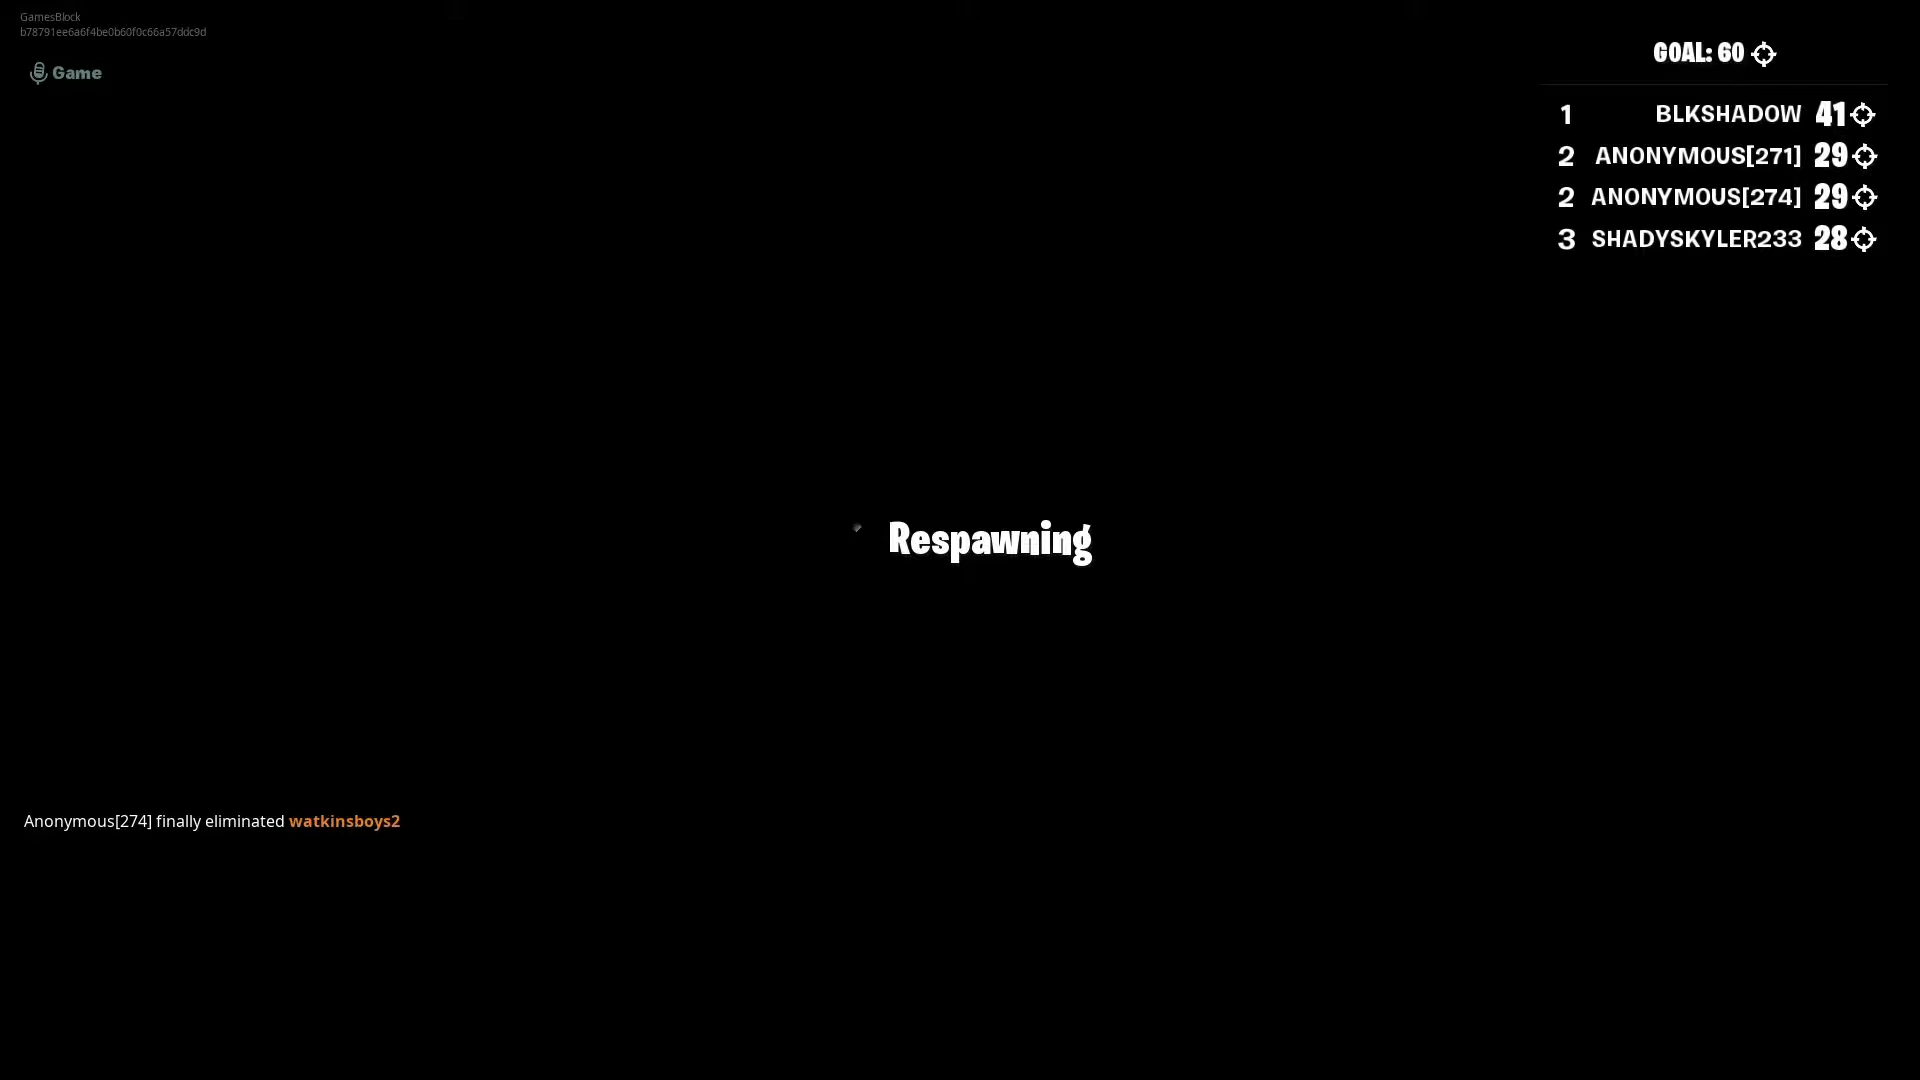 GamesBlock
b78791ee6a6f4be0b60f0c66a57ddc9d
Game
GOAL: 60
1 BLKSHADOW 41
2 ANONYMOUS[271] 29
2 ANONYMOUS[274] 29
3 SHADYSKYLER233 28
Respawning
Anonymous[274] finally eliminated watkinsboys2